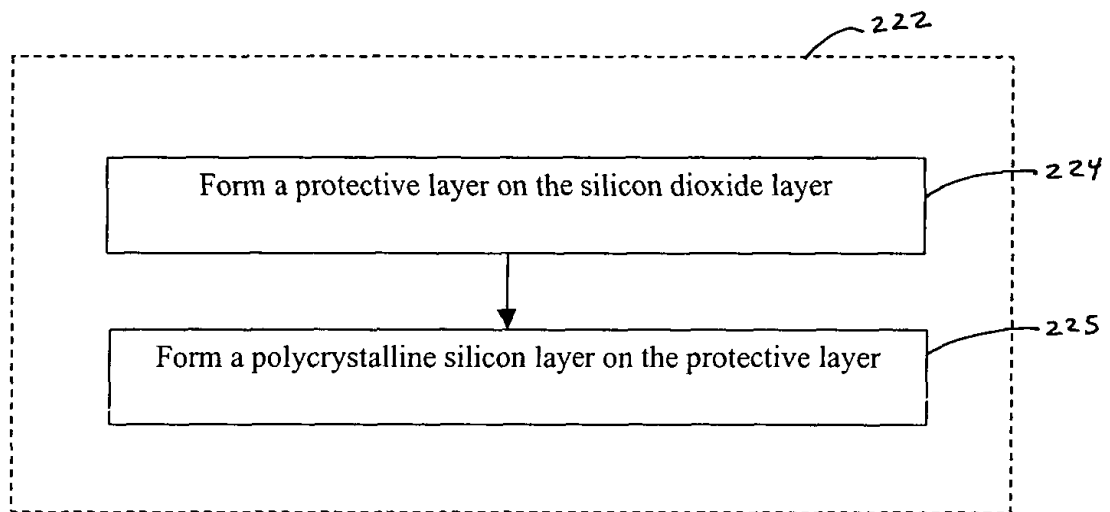 222
Form a protective layer on the silicon dioxide layer
224
Form a polycrystalline silicon layer on the protective layer
225